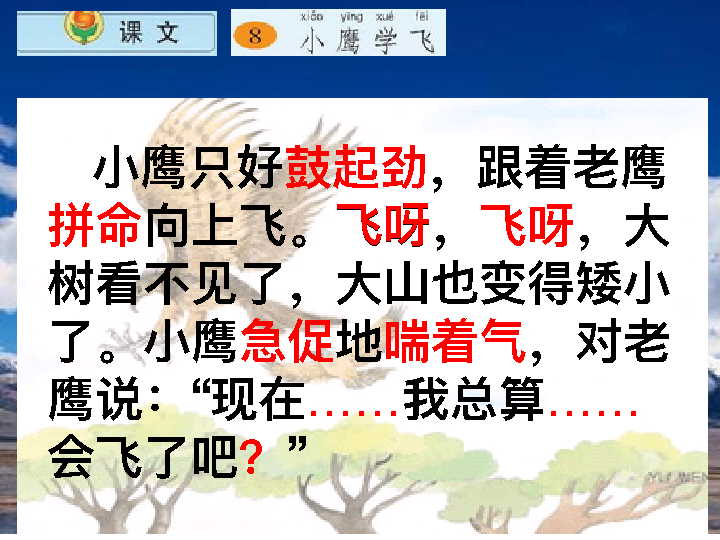 课 文
xiǎo yīng xué fēi
8 小 鹰 学 飞
小鹰只好鼓起劲，跟着老鹰
拼命向上飞。飞呀，飞呀，大
树看不见了，大山也变得矮小
了。小鹰急促地喘着气，对老
鹰说：“现在……我总算……
会飞了吧？”
YU WEN